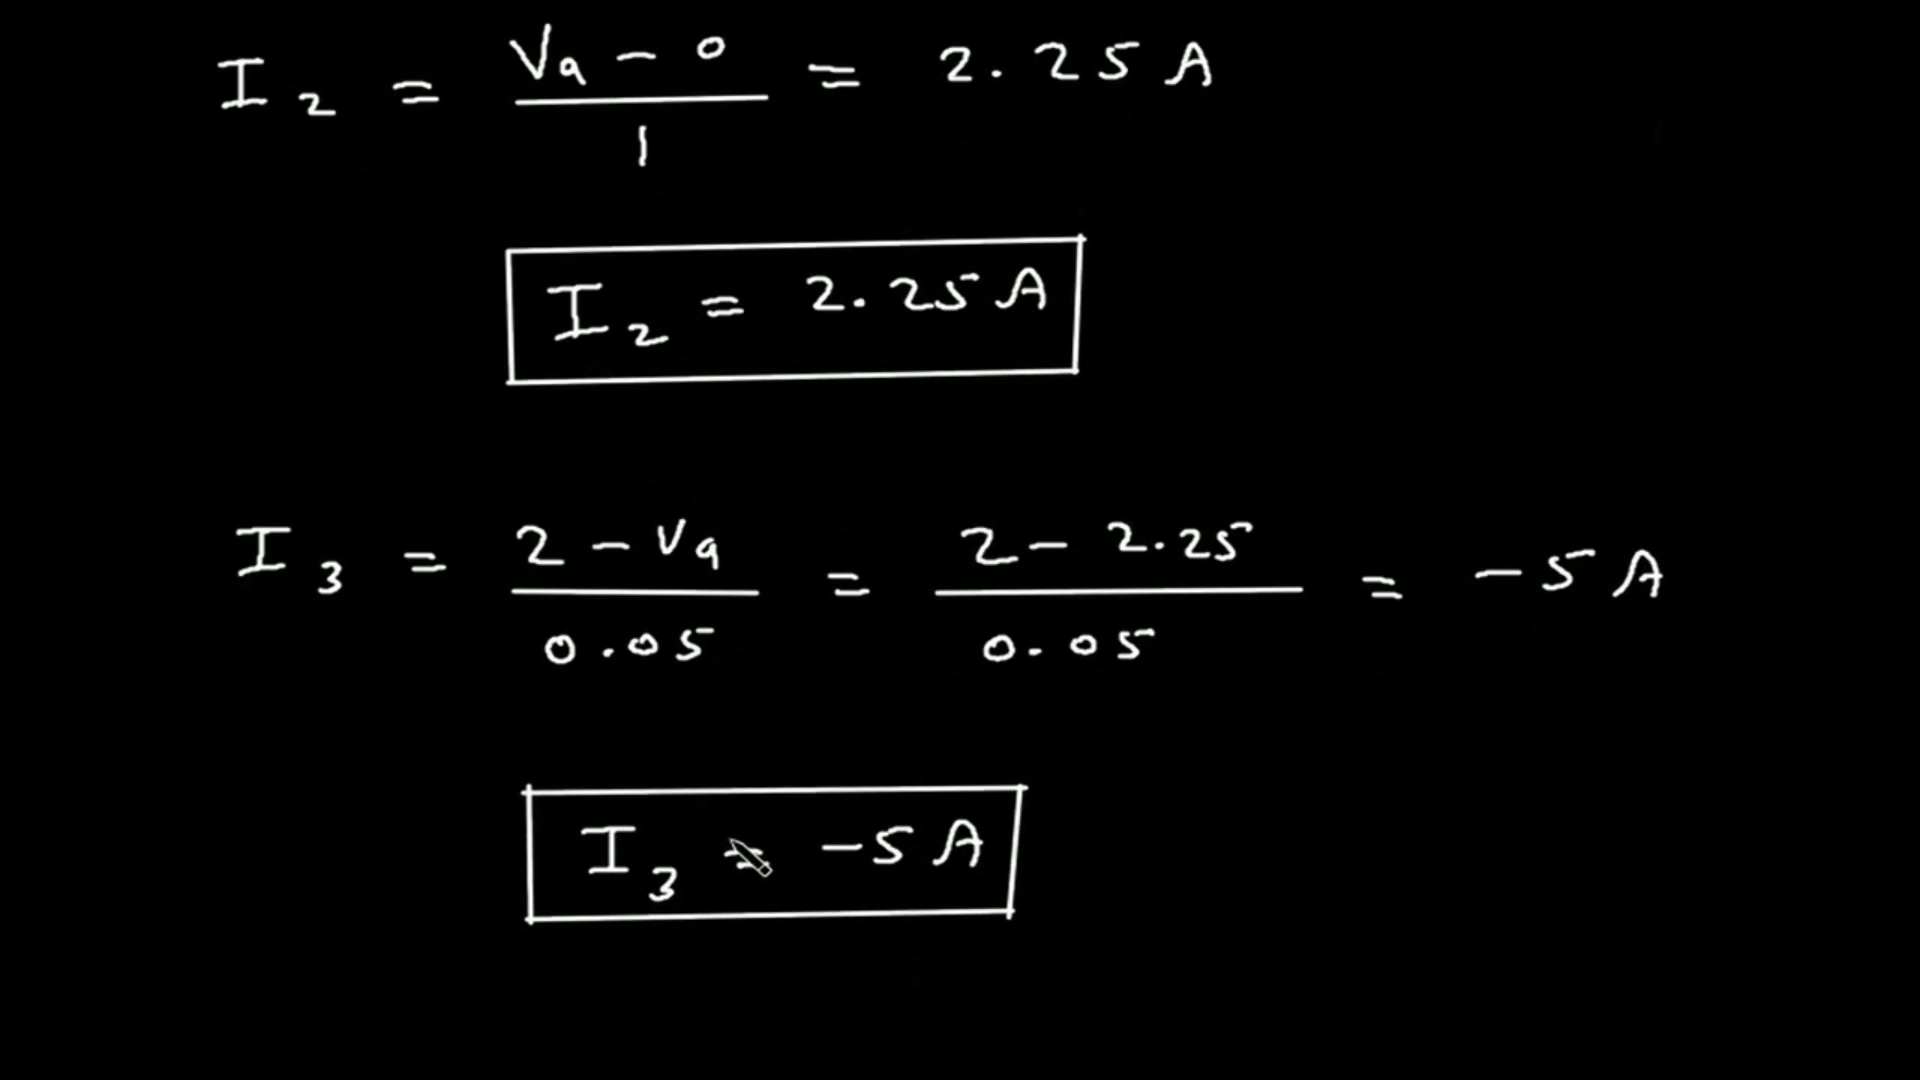 I₂ = (Va - 0)/1 = 2.25 A
I₂ = 2.25 A
I₃ = (2 - Va)/0.05 = (2 - 2.25)/0.05 = -5 A
I₃ = -5 A